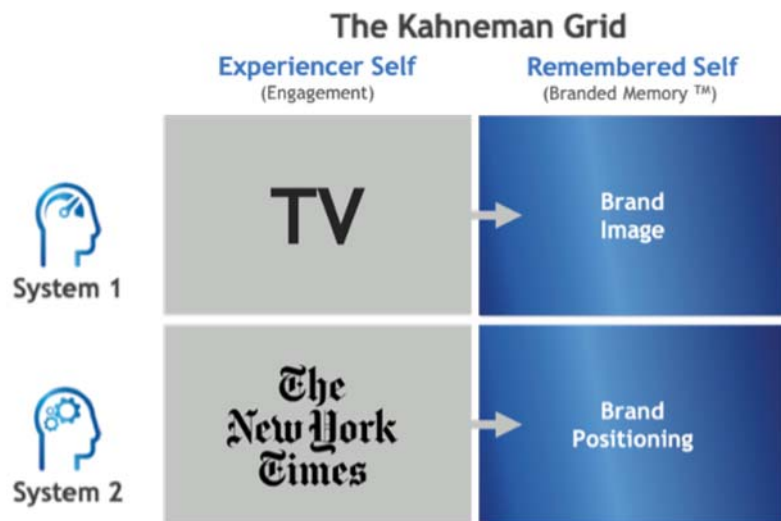 The Kahneman Grid
Experiencer Self
(Engagement)
Remembered Self
(Branded Memory ™)
System 1
TV
Brand
Image
System 2
The
New York
Times
Brand
Positioning